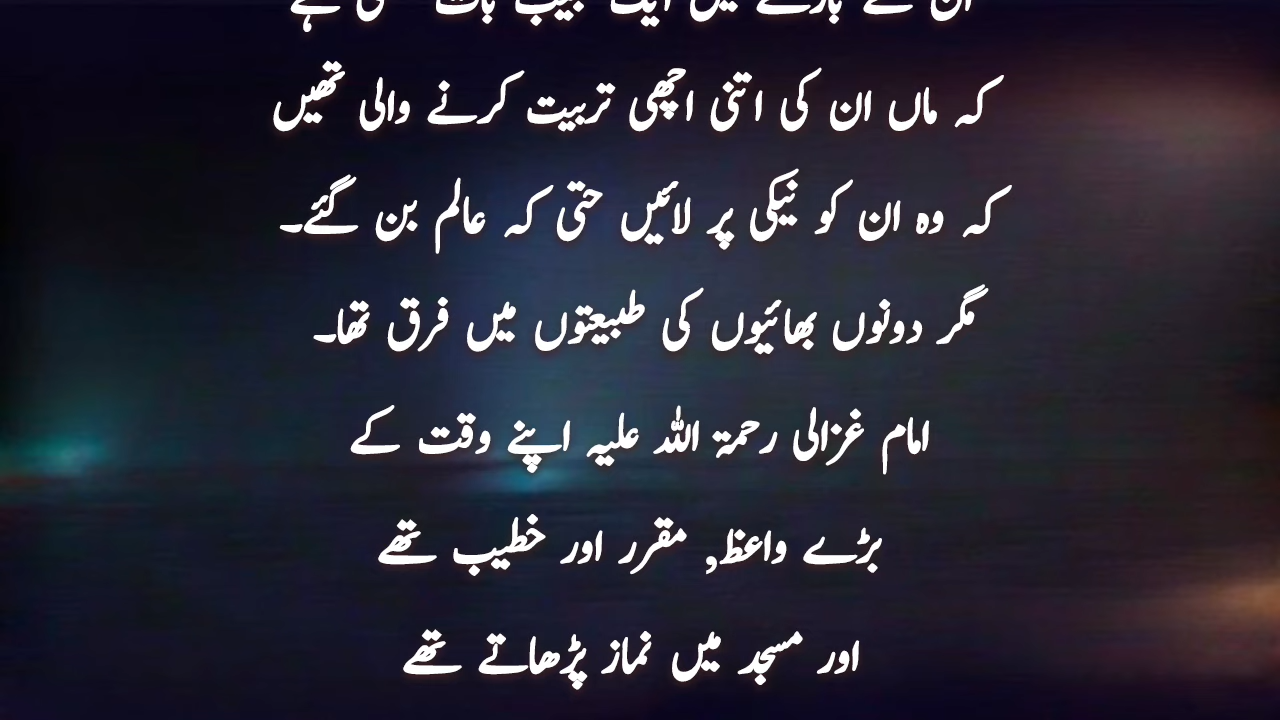 ان کے بارے میں ایک عجیب بات
کہ ماں ان کی اتنی اچھی تربیت کرنے والی تھیں
کہ وہ ان کو نیکی پر لائیں حتی کہ عالم بن گئے۔
مگر دونوں بھائیوں کی طبیعتوں میں فرق تھا۔
امام غزالی رحمۃ اللہ علیہ اپنے وقت کے
بڑے واعظ, مقرر اور خطیب تھے
اور مسجد میں نماز پڑھاتے تھے